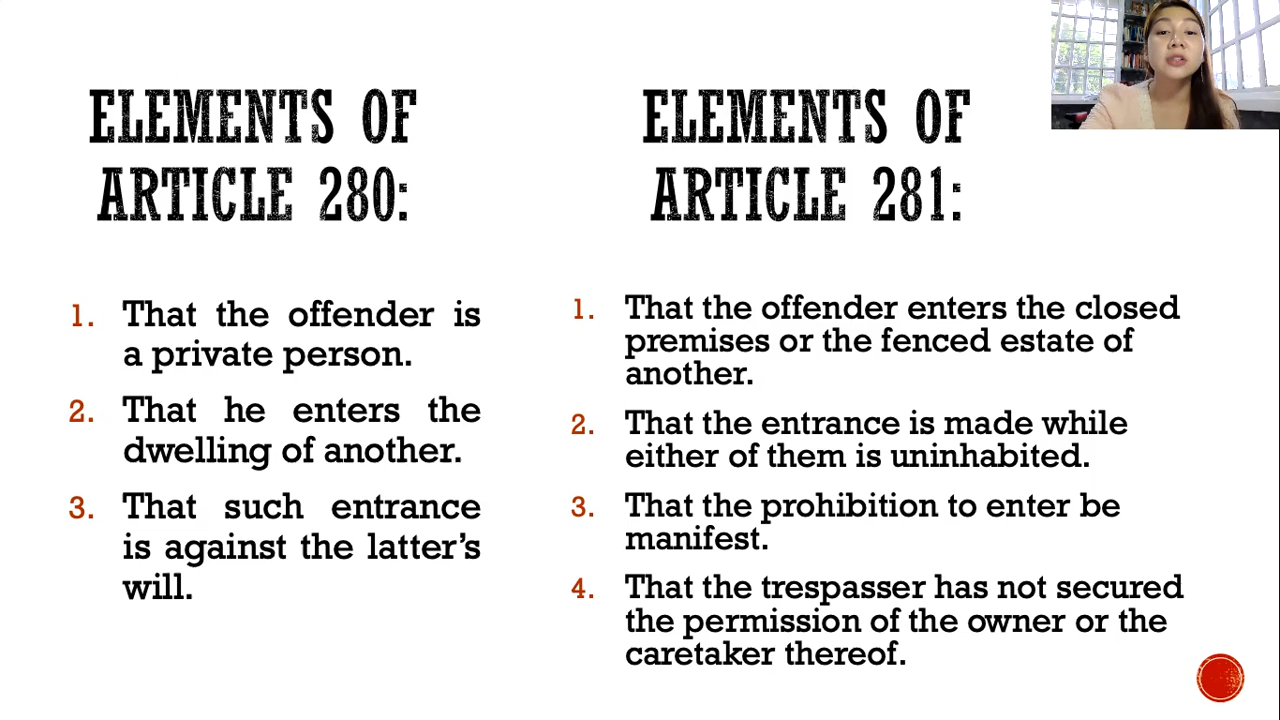 ELEMENTS OF
ARTICLE 280:
1. That the offender is
a private person.
2. That he enters the
dwelling of another.
3. That such entrance
is against the latter's
will.
ELEMENTS OF
ARTICLE 281:
1. That the offender enters the closed
premises or the fenced estate of
another.
2. That the entrance is made while
either of them is uninhabited.
3. That the prohibition to enter be
manifest.
4. That the trespasser has not secured
the permission of the owner or the
caretaker thereof.